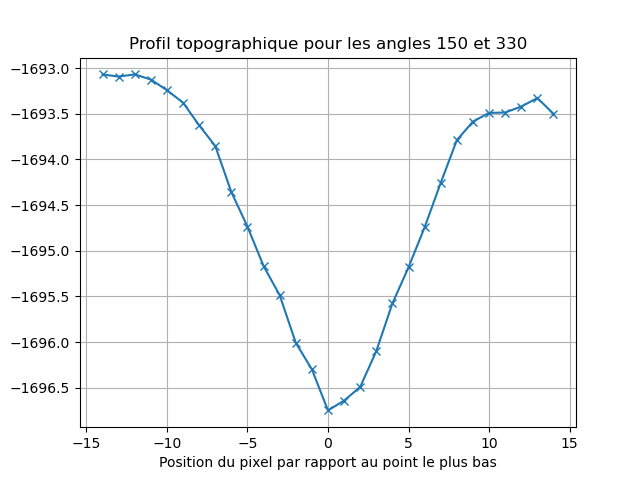 Profil topographique pour les angles 150 et 330
−1693.0
−1693.5
−1694.0
−1694.5
−1695.0
−1695.5
−1696.0
−1696.5
−15 −10 −5 0 5 10 15
Position du pixel par rapport au point le plus bas